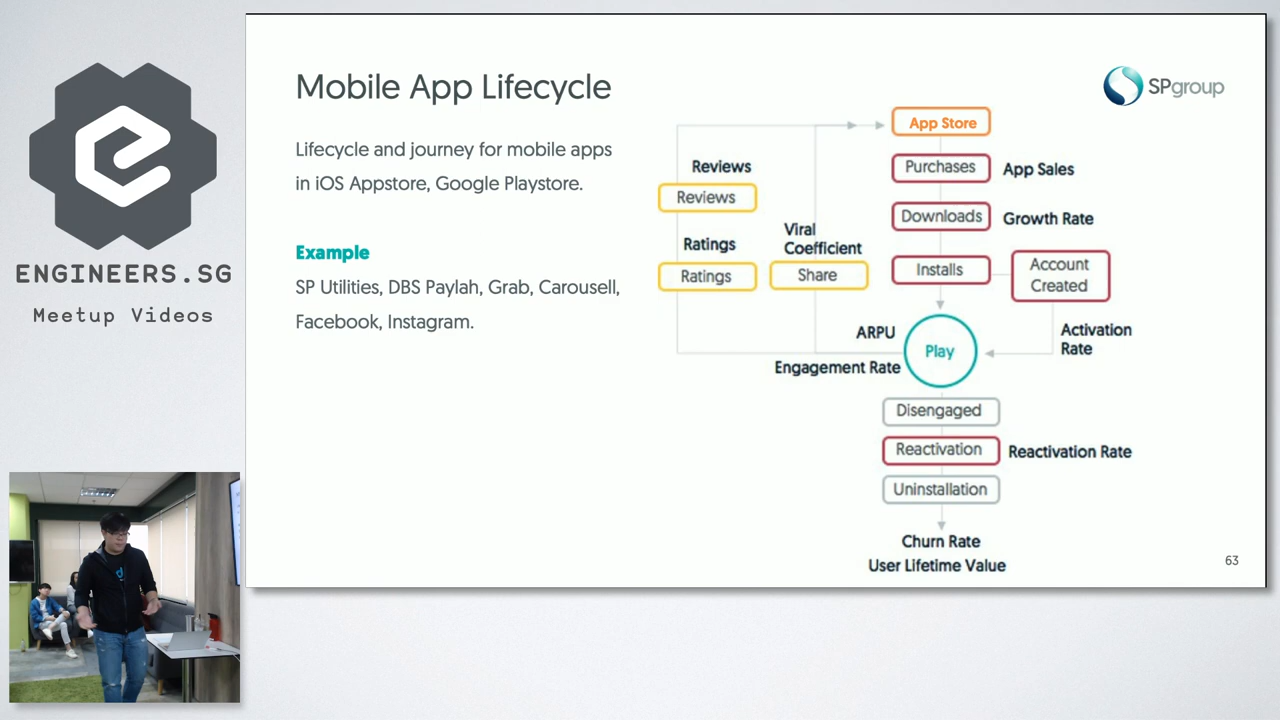 ENGINEERS.SG
Meetup Videos
Mobile App Lifecycle
SPgroup
Lifecycle and journey for mobile apps
in iOS Appstore, Google Playstore.
Example
SP Utilities, DBS Paylah, Grab, Carousell,
Facebook, Instagram.
App Store
Purchases
App Sales
Downloads
Growth Rate
Installs
Account
Created
Activation
Rate
Reviews
Reviews
Ratings
Ratings
Viral
Coefficient
Share
ARPU
Engagement Rate
Play
Disengaged
Reactivation
Reactivation Rate
Uninstallation
Churn Rate
User Lifetime Value
63